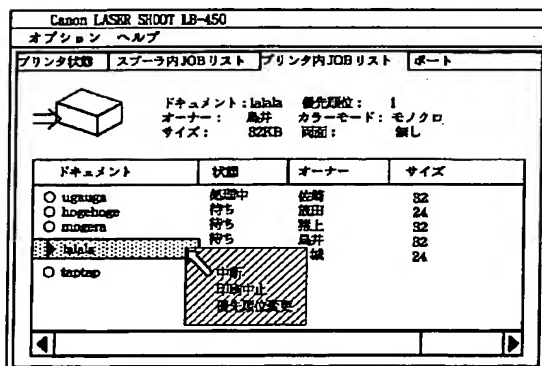 Canon LASER SHOOT LB-450
オプション ヘルプ
プリンタ状態 スプーラ内JOBリスト プリンタ内JOBリスト ポート
ドキュメント:lalala 優先順位: 1
オーナー: 鳥井 カラーモード:モノクロ
サイズ: 82KB 両面: 無し
ドキュメント 状態 オーナー サイズ
ugauga 処理中 佐崎 32
hogehoge 待ち 飯田 24
mogera 待ち 猪上 32
lalala 待ち 鳥井 82
taptap 城 24
中断
印刷中止
優先順位変更